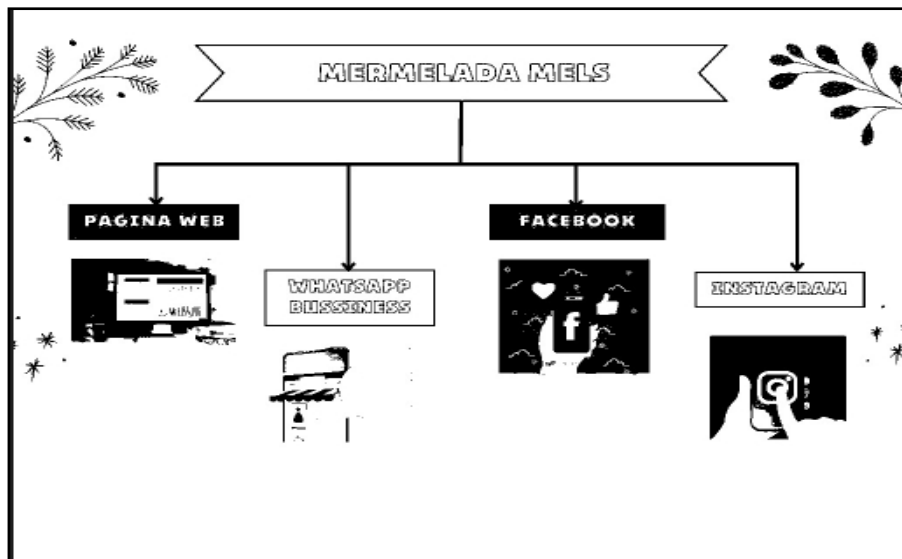 MERMELADA MELS
PAGINA WEB
WHATSAPP
BUSSINESS
FACEBOOK
INSTAGRAM
f